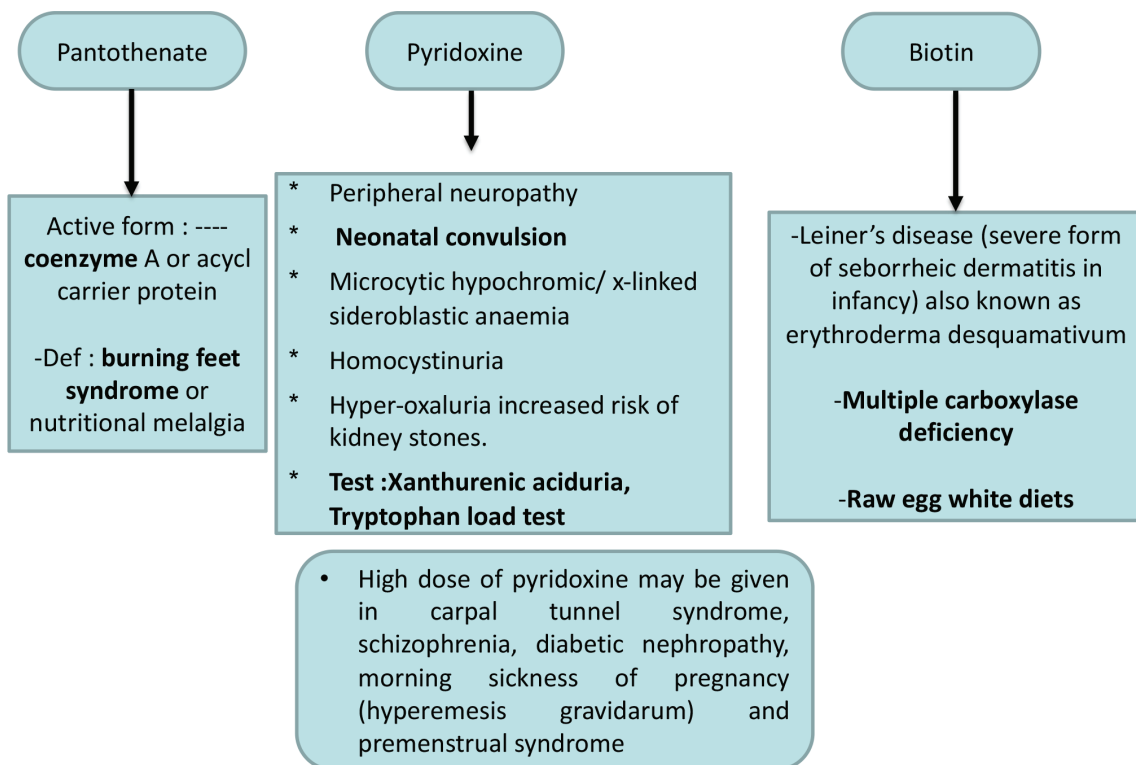 Pantothenate
Active form : ----
coenzyme A or acycl
carrier protein
-Def : burning feet
syndrome or
nutritional melalgia
Pyridoxine
* Peripheral neuropathy
* Neonatal convulsion
* Microcytic hypochromic/ x-linked
sideroblastic anaemia
* Homocystinuria
* Hyper-oxaluria increased risk of
kidney stones.
* Test :Xanthurenic aciduria,
Tryptophan load test
• High dose of pyridoxine may be given
in carpal tunnel syndrome,
schizophrenia, diabetic nephropathy,
morning sickness of pregnancy
(hyperemesis gravidarum) and
premenstrual syndrome
Biotin
-Leiner’s disease (severe form
of seborrheic dermatitis in
infancy) also known as
erythroderma desquamativum
-Multiple carboxylase
deficiency
-Raw egg white diets